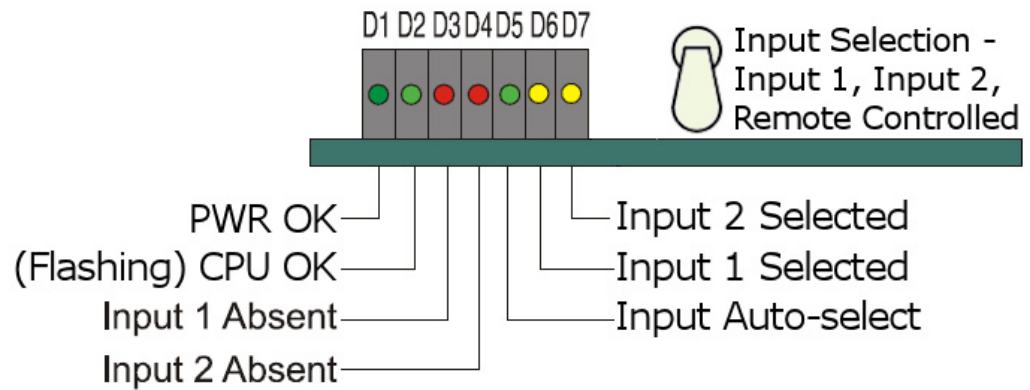 D1 D2 D3 D4 D5 D6 D7
Input Selection -
Input 1, Input 2,
Remote Controlled
PWR OK
(Flashing) CPU OK
Input 1 Absent
Input 2 Absent
Input 2 Selected
Input 1 Selected
Input Auto-select